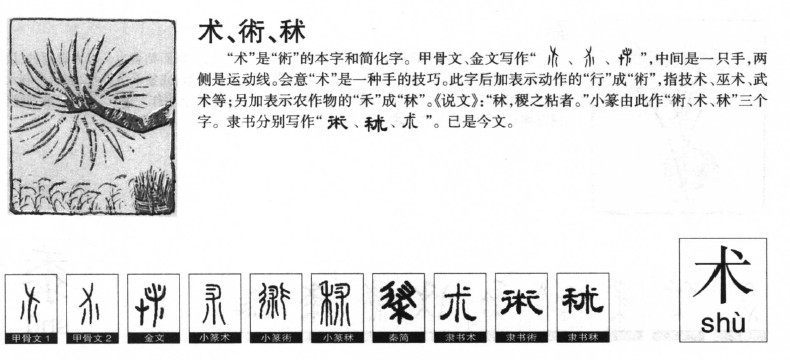 术、術、秫
“术”是“術”的本字和简化字。甲骨文、金文写作“ 、 、 ”,中间是一只手,两
侧是运动线。会意“术”是一种手的技巧。此字后加表示动作的“行”成“術”,指技术、巫术、武
术等;另加表示农作物的“禾”成“秫”。《说文》:“秫,稷之粘者。”小篆由此作“術、术、秫”三个
字。隶书分别写作“術、秫、朮”。已是今文。
甲骨文1 甲骨文2 金文 小篆术 小篆術 小篆秫 秦简 隶书术 隶书術 隶书秫
术
shù